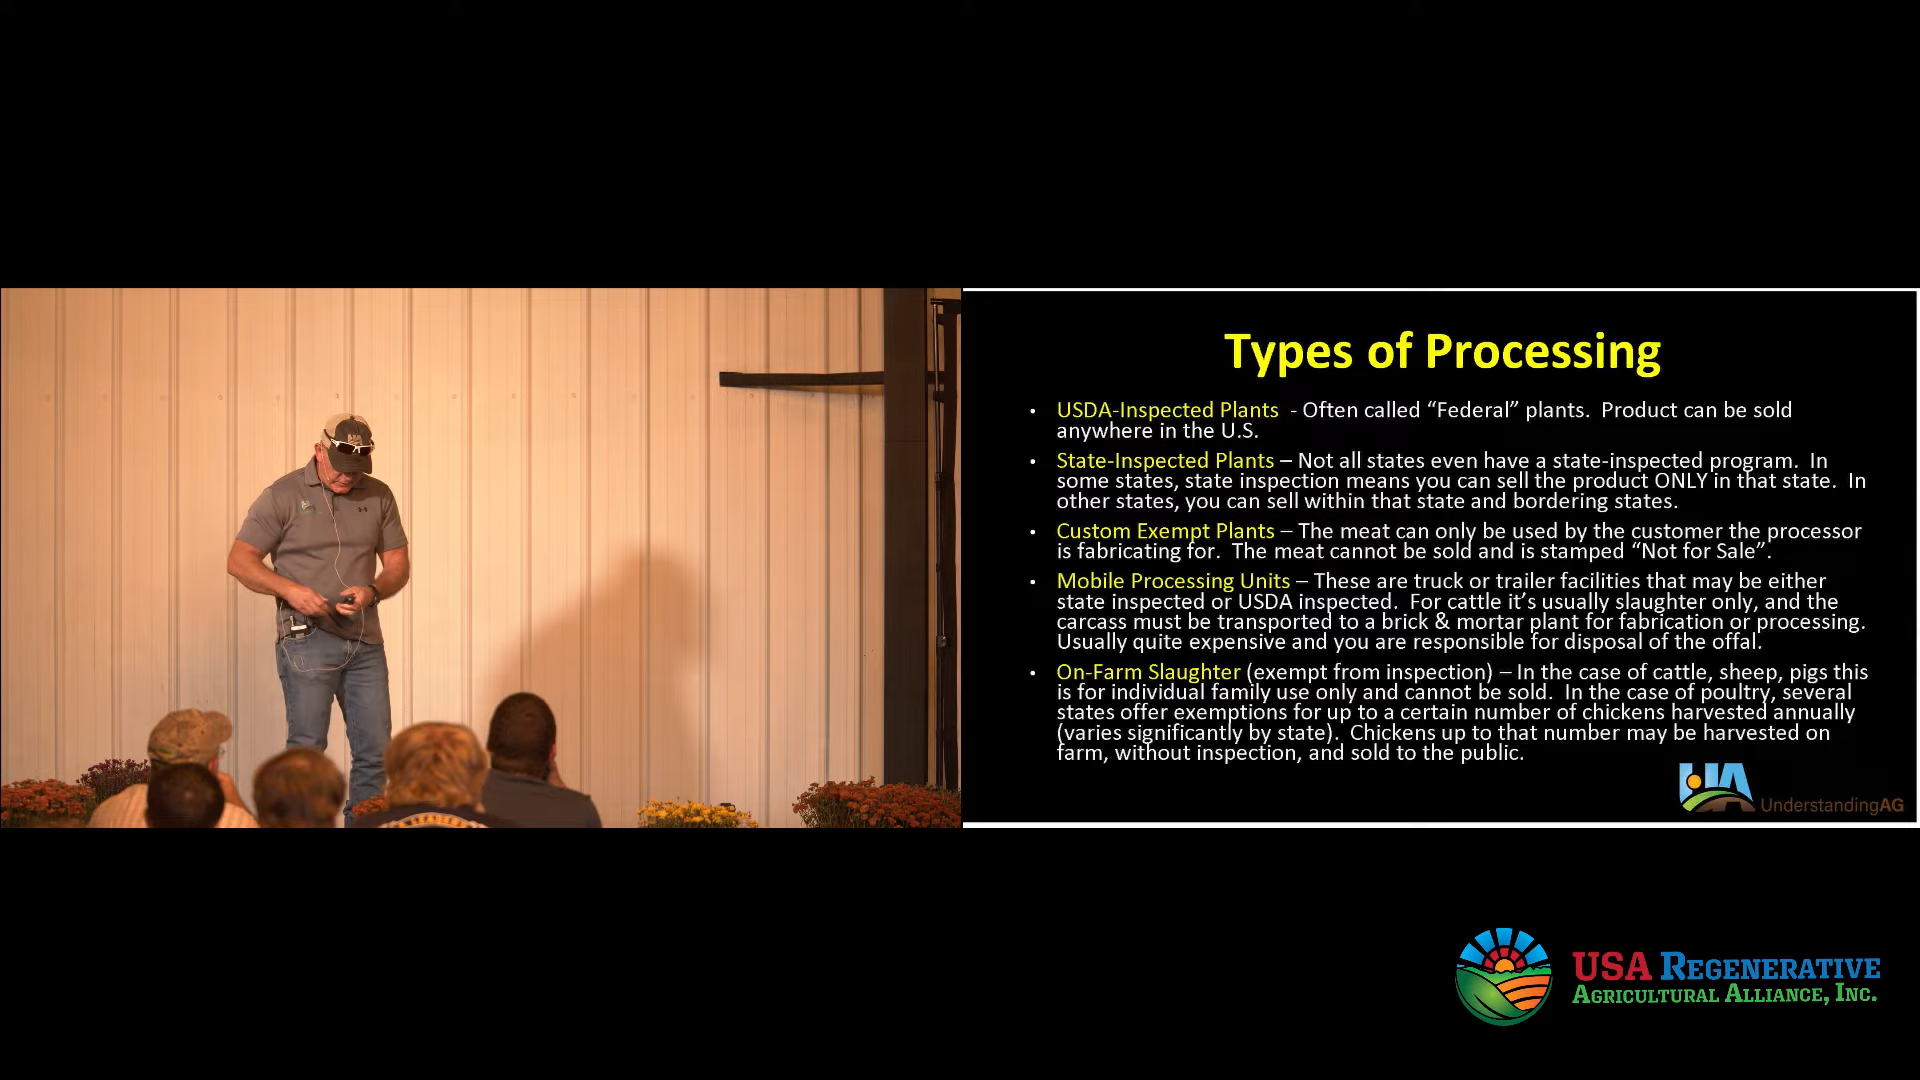 Types of Processing
• USDA-Inspected Plants - Often called “Federal” plants. Product can be sold
anywhere in the U.S.
• State-Inspected Plants – Not all states even have a state-inspected program. In
some states, state inspection means you can sell the product ONLY in that state. In
other states, you can sell within that state and bordering states.
• Custom Exempt Plants – The meat can only be used by the customer the processor
is fabricating for. The meat cannot be sold and is stamped “Not for Sale”.
• Mobile Processing Units – These are truck or trailer facilities that may be either
state inspected or USDA inspected. For cattle it’s usually slaughter only, and the
carcass must be transported to a brick & mortar plant for fabrication or processing.
Usually quite expensive and you are responsible for disposal of the offal.
• On-Farm Slaughter (exempt from inspection) – In the case of cattle, sheep, pigs this
is for individual family use only and cannot be sold. In the case of poultry, several
states offer exemptions for up to a certain number of chickens harvested annually
(varies significantly by state). Chickens up to that number may be harvested on
farm, without inspection, and sold to the public.
UA
UnderstandingAG
USA REGENERATIVE
AGRICULTURAL ALLIANCE, INC.